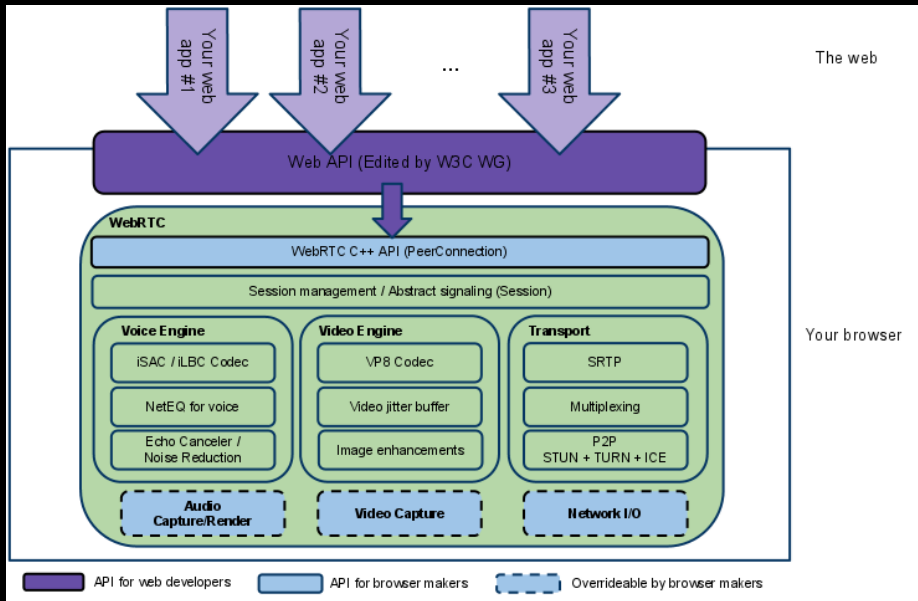 Your web
app #1
Your web
app #2
...
Your web
app #3
The web
Web API (Edited by W3C WG)
WebRTC
WebRTC C++ API (PeerConnection)
Session management / Abstract signaling (Session)
Your browser
Voice Engine
iSAC / iLBC Codec
NetEQ for voice
Echo Canceler /
Noise Reduction
Video Engine
VP8 Codec
Video jitter buffer
Image enhancements
Transport
SRTP
Multiplexing
P2P
STUN + TURN + ICE
Audio
Capture/Render
Video Capture
Network I/O
API for web developers
API for browser makers
Overrideable by browser makers